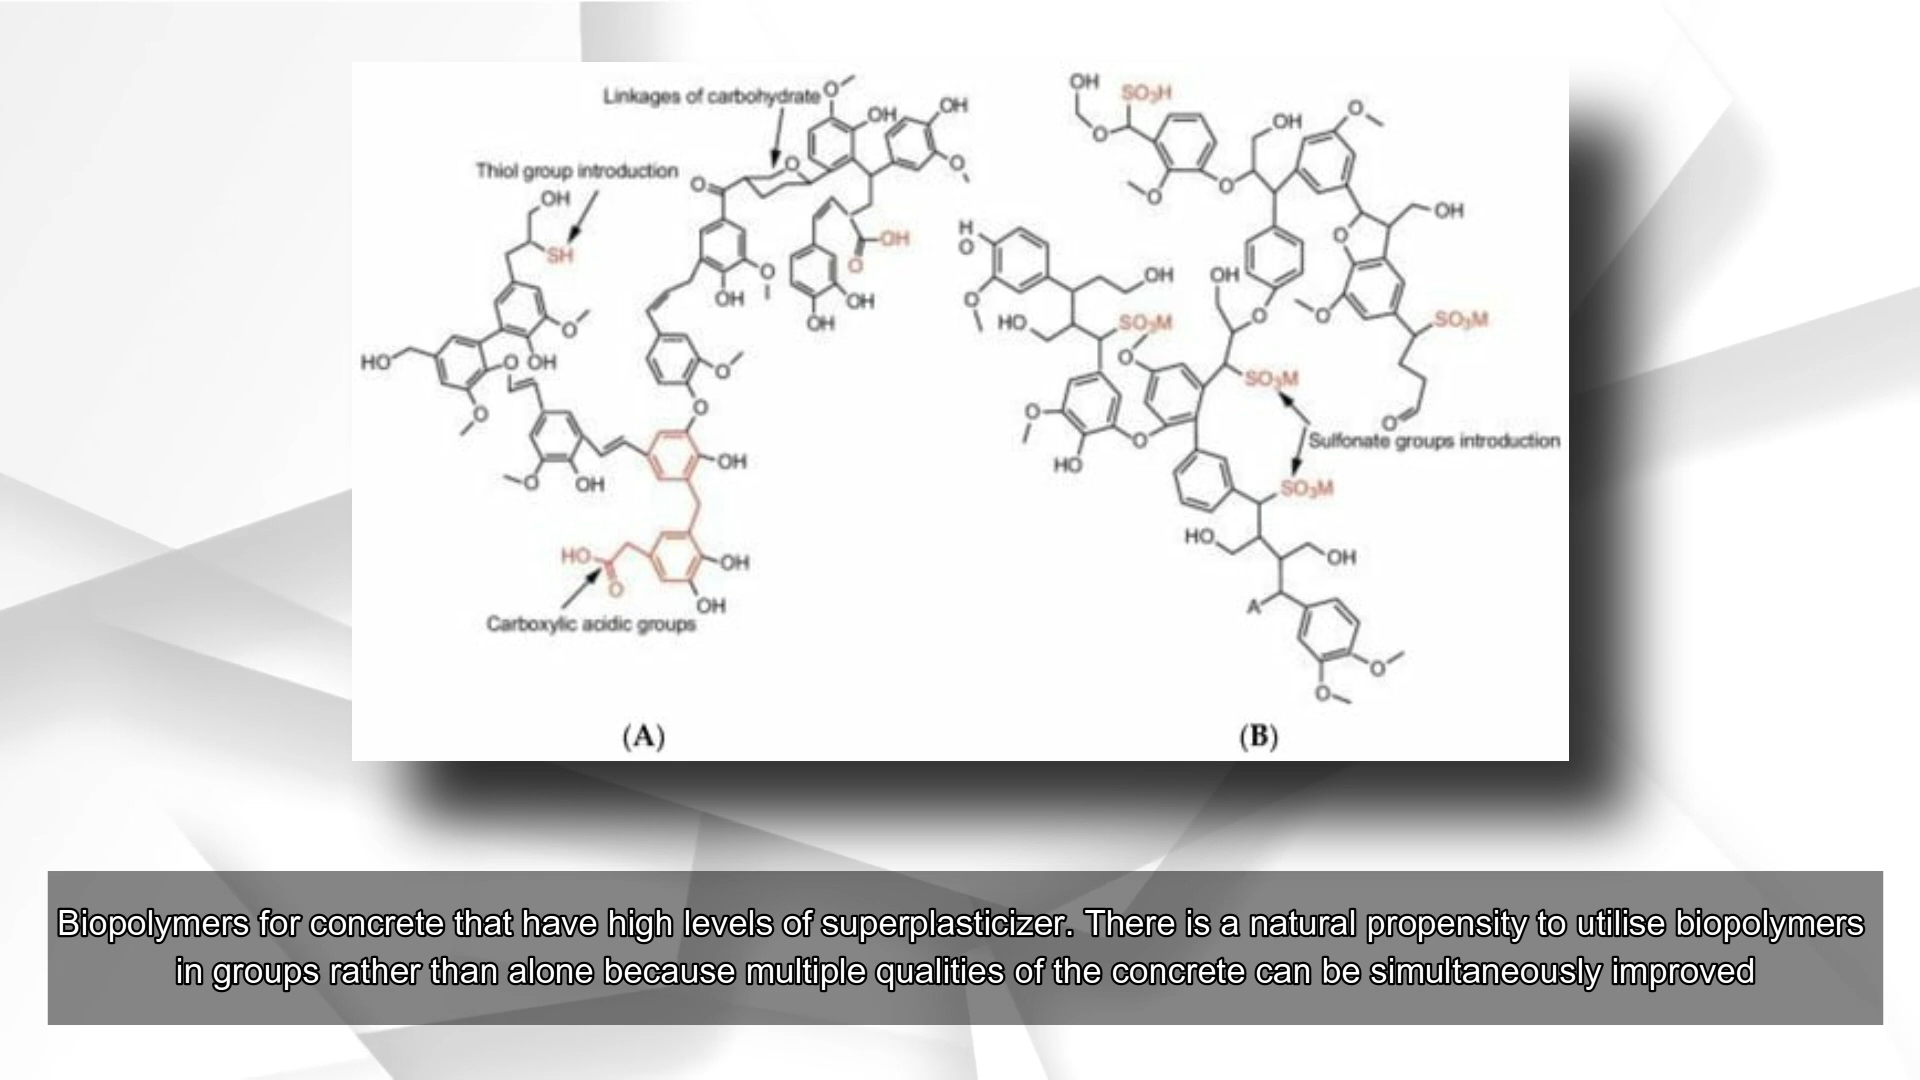 Linkages of carbohydrate
Thiol group introduction
Carboxylic acidic groups
(A)
OH
OH
O
O
O
O
OH
SH
OH
O
OH
O
OH
OH
OH
O
HO
O
OH
O
O
O
O
OH
OH
HO
O
OH
OH
Sulfonate groups introduction
(B)
OH
SO3H
O
O
O
OH
O
OH
O
H
O
O
OH
HO
SO3M
OH
O
O
SO3M
O
SO3M
O
O
O
HO
SO3M
HO
OH
A
O
O
Biopolymers for concrete that have high levels of superplasticizer. There is a natural propensity to utilise biopolymers
in groups rather than alone because multiple qualities of the concrete can be simultaneously improved